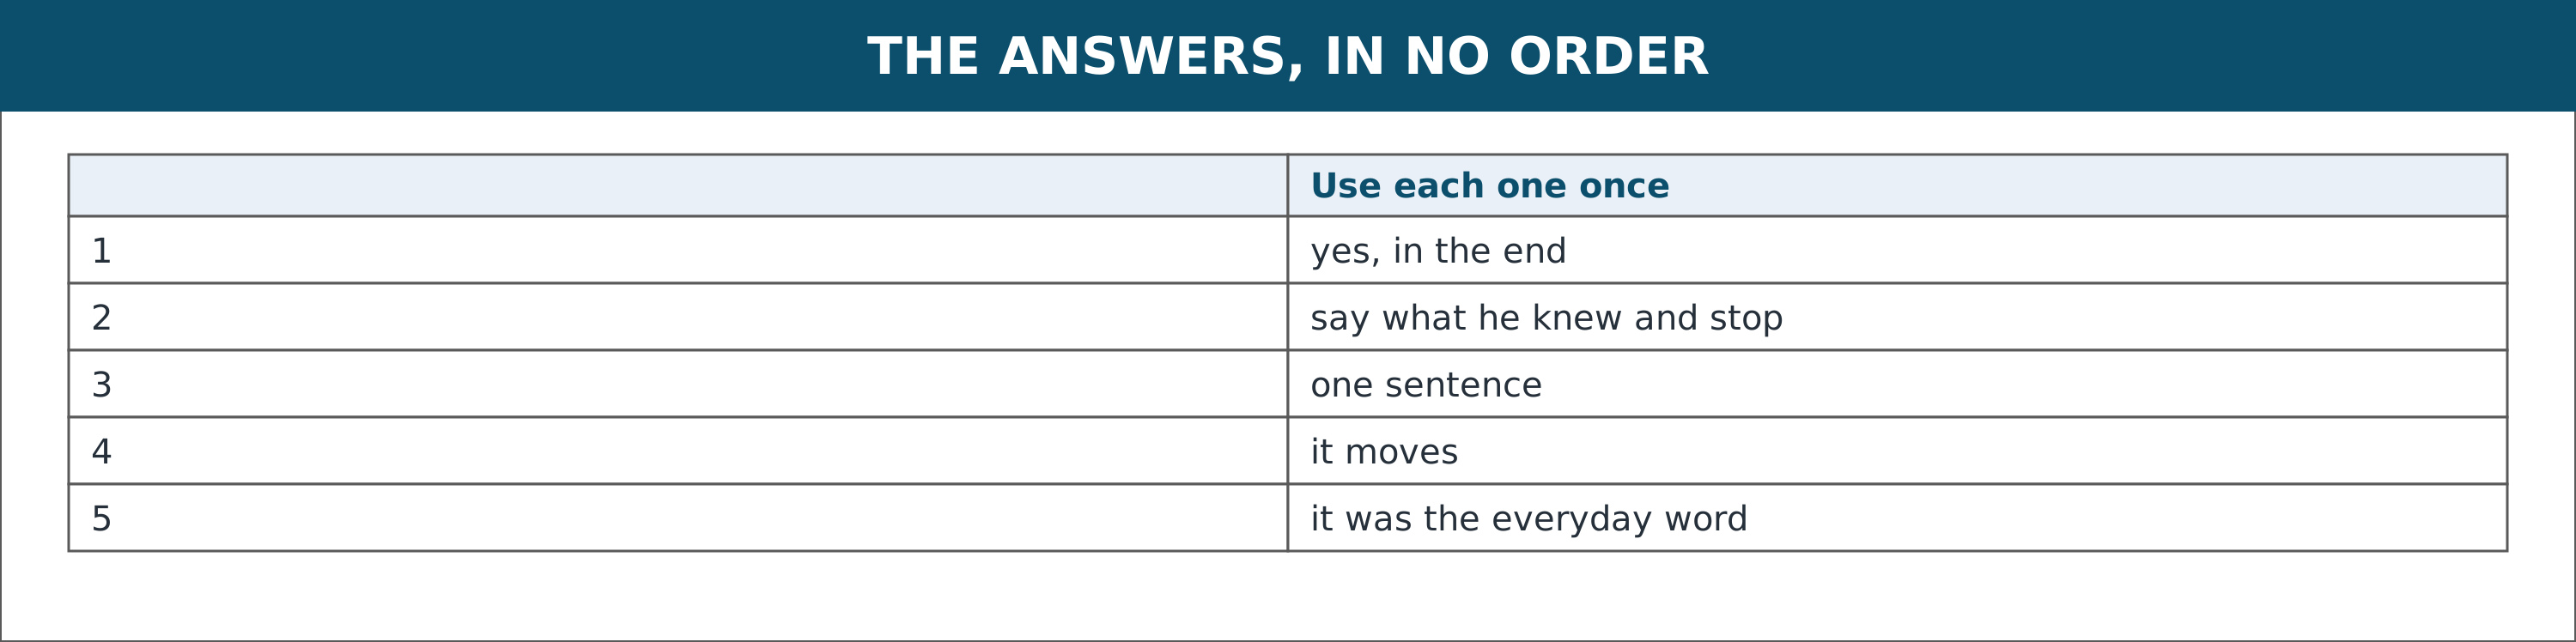 THE ANSWERS, IN NO ORDER
Use each one once
1 yes, in the end
2 say what he knew and stop
3 one sentence
4 it moves
5 it was the everyday word